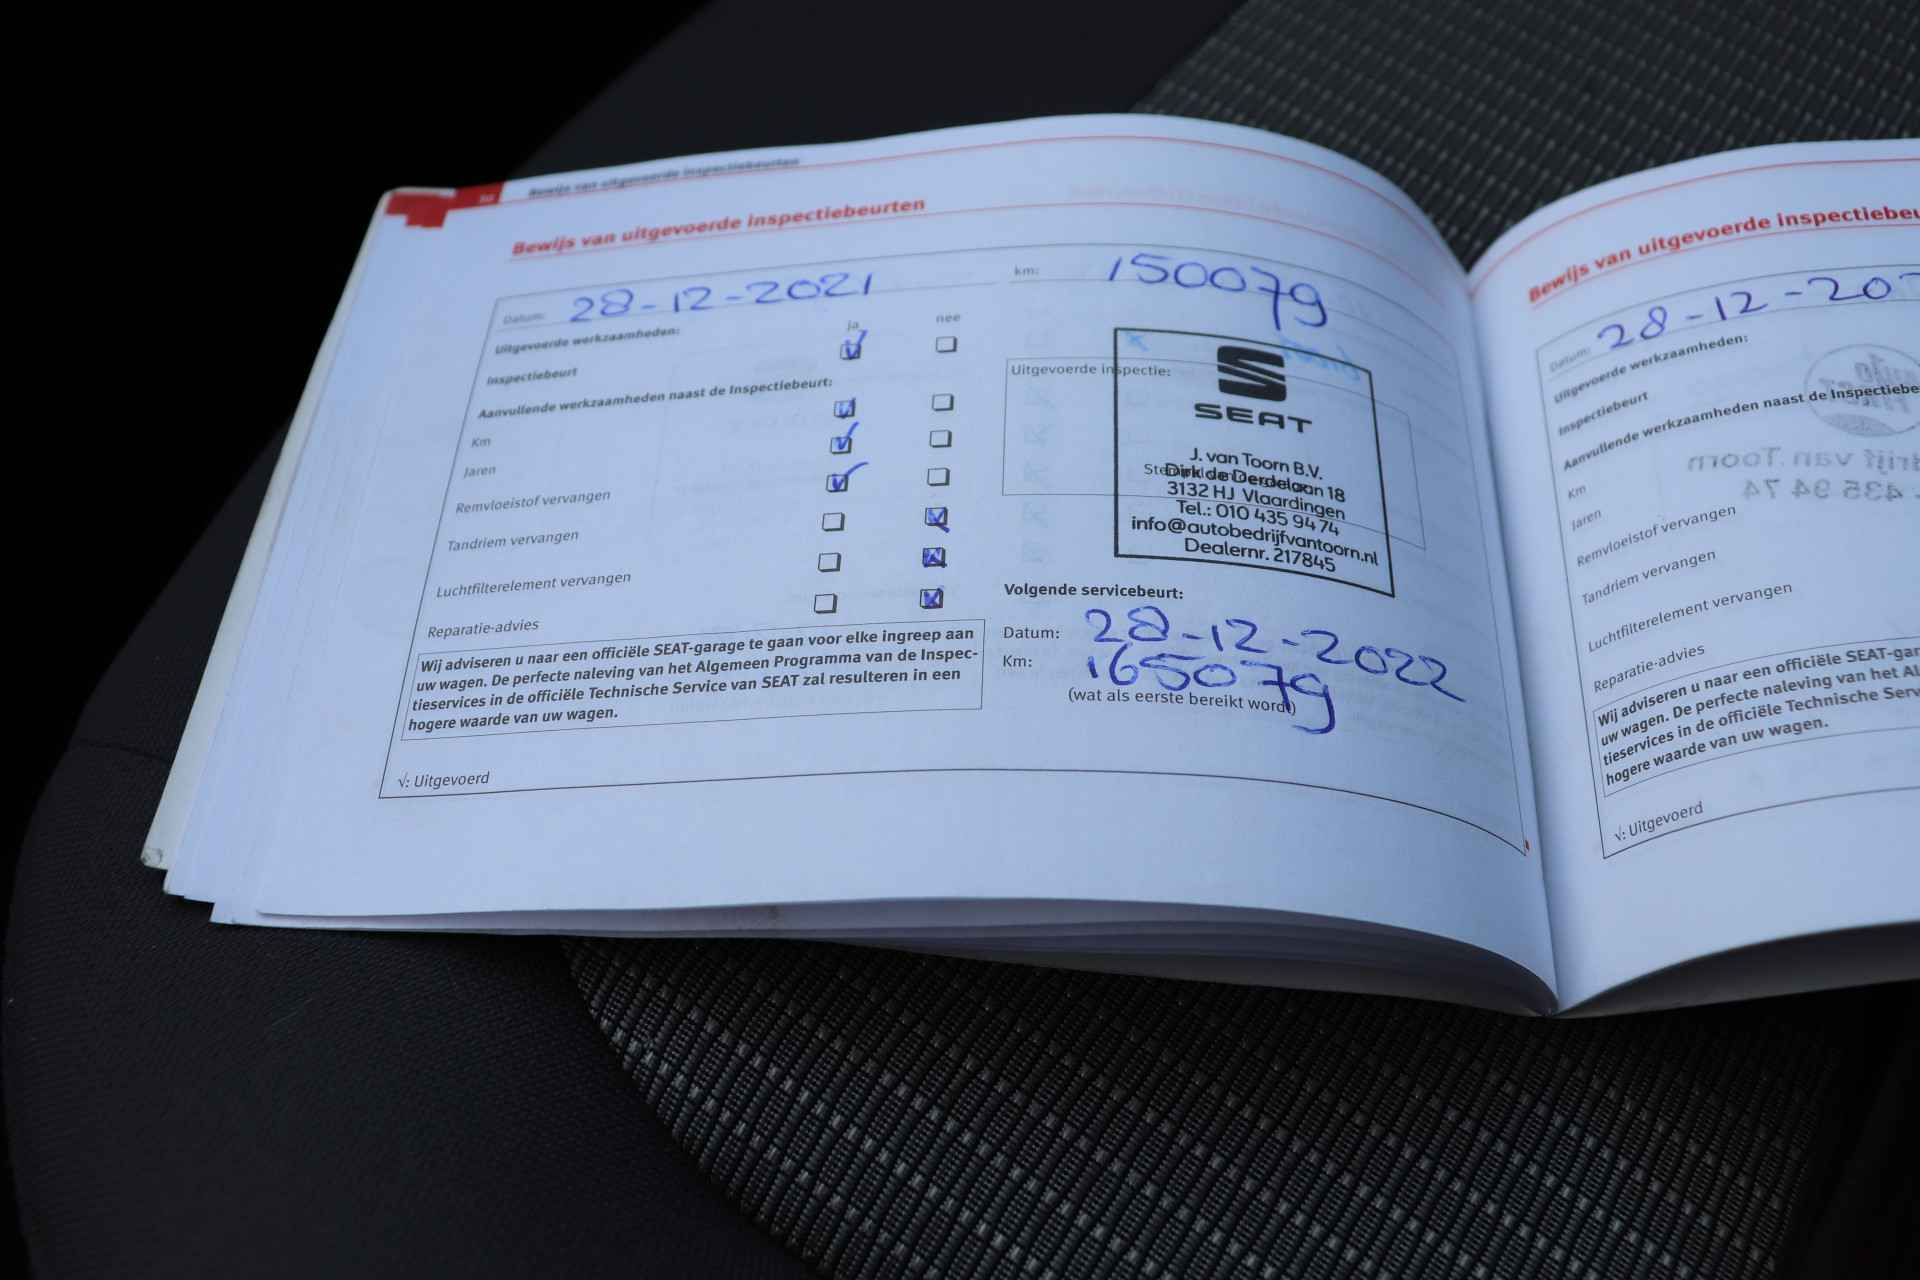 Bewijs van uitgevoerde inspectiebeurten
Bewijs van uitgevoerde inspectiebeurten
Datum: 28-12-2021
km: 150079
Uitgevoerde werkzaamheden:
ja
nee
Inspectiebeurt
Aanvullende werkzaamheden naast de Inspectiebeurt:
Km
Jaren
Remvloeistof vervangen
Tandriem vervangen
Luchtfilterelement vervangen
Reparatie-advies
Wij adviseren u naar een officiële SEAT-garage te gaan voor elke ingreep aan
uw wagen. De perfecte naleving van het Algemeen Programma van de Inspec-
tieservices in de officiële Technische Service van SEAT zal resulteren in een
hogere waarde van uw wagen.
√: Uitgevoerd
Uitgevoerde inspectie:
SEAT
J. van Toorn B.V.
Dirk de Derdelaan 18
3132 HJ Vlaardingen
Tel.: 010 435 94 74
info@autobedrijfvantoorn.nl
Dealernr. 217845
Volgende servicebeurt:
Datum: 28-12-2022
Km: 165079
(wat als eerste bereikt wordt)
Bewijs van uitgevoerde inspectiebeu
Datum: 28-12-20
Uitgevoerde werkzaamheden:
Inspectiebeurt
Aanvullende werkzaamheden naast de Inspectiebe
Km
Jaren
Remvloeistof vervangen
Tandriem vervangen
Luchtfilterelement vervangen
Reparatie-advies
Wij adviseren u naar een officiële SEAT-gar
uw wagen. De perfecte naleving van het Al
tieservices in de officiële Technische Serv
hogere waarde van uw wagen.
√: Uitgevoerd